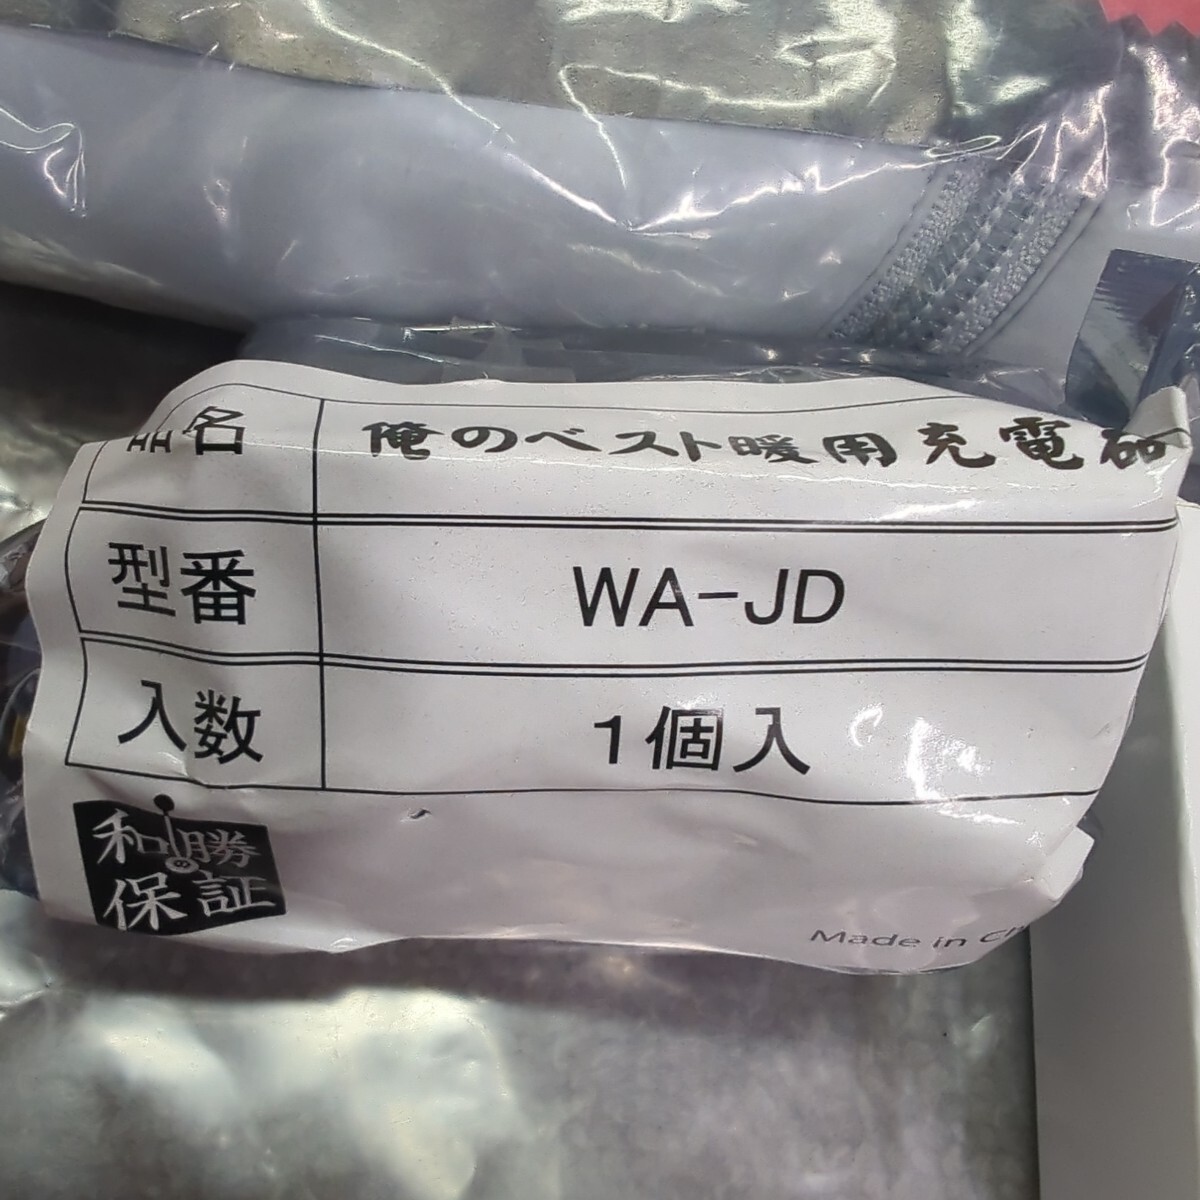 名 俺のベスト暖用充電器
型番 WA-JD
入数 1個入
和勝
保証
Made in